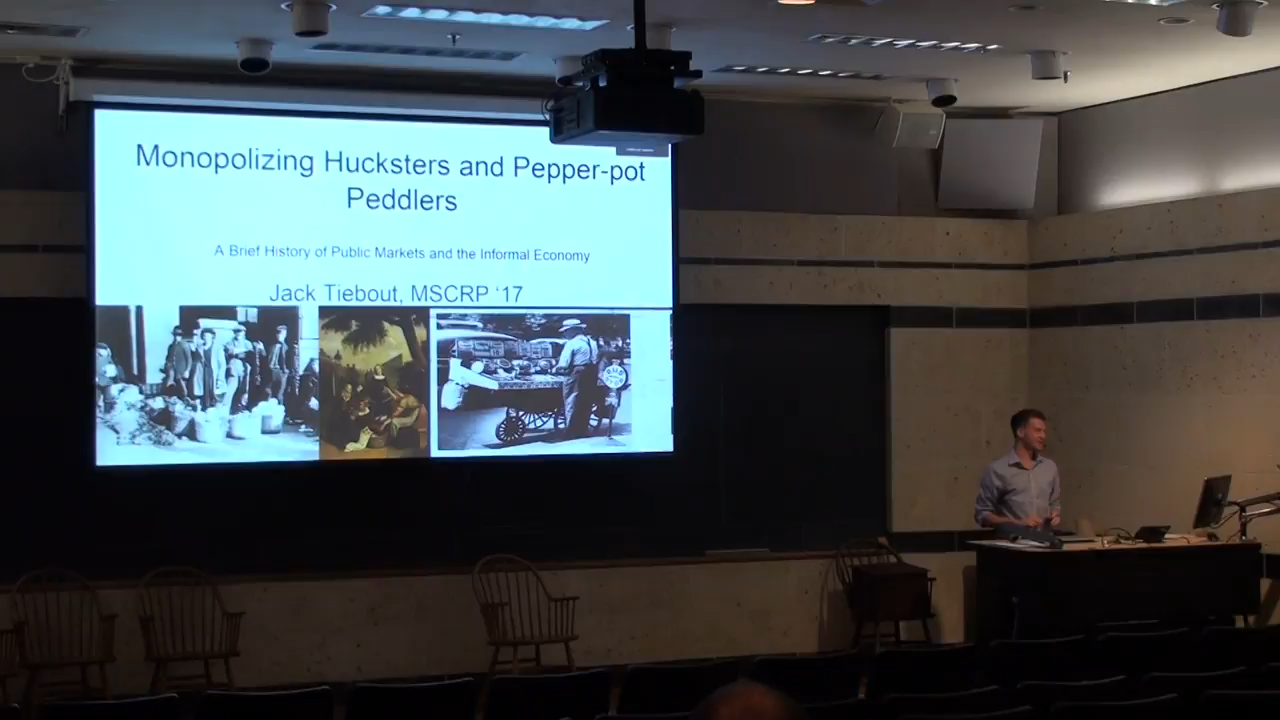 Monopolizing Hucksters and Pepper-pot
Peddlers
A Brief History of Public Markets and the Informal Economy
Jack Tiebout, MSCRP ‘17